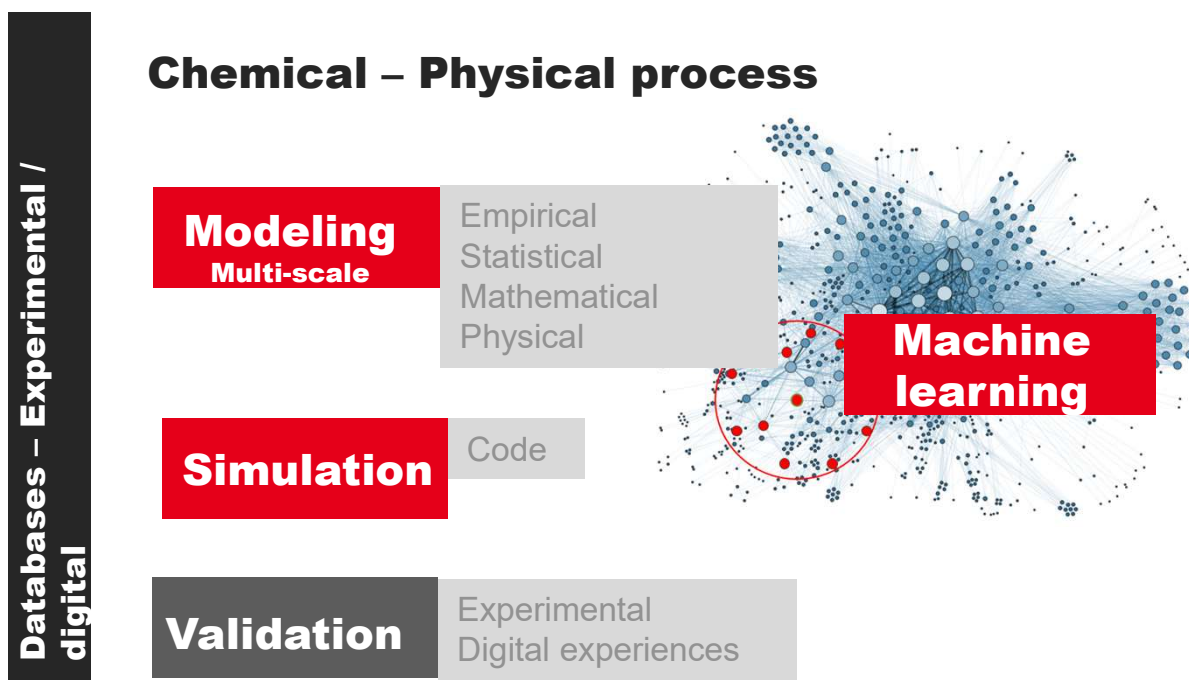 Databases – Experimental /
digital
Chemical – Physical process
Modeling
Multi-scale
Empirical
Statistical
Mathematical
Physical
Machine
learning
Simulation
Code
Validation
Experimental
Digital experiences